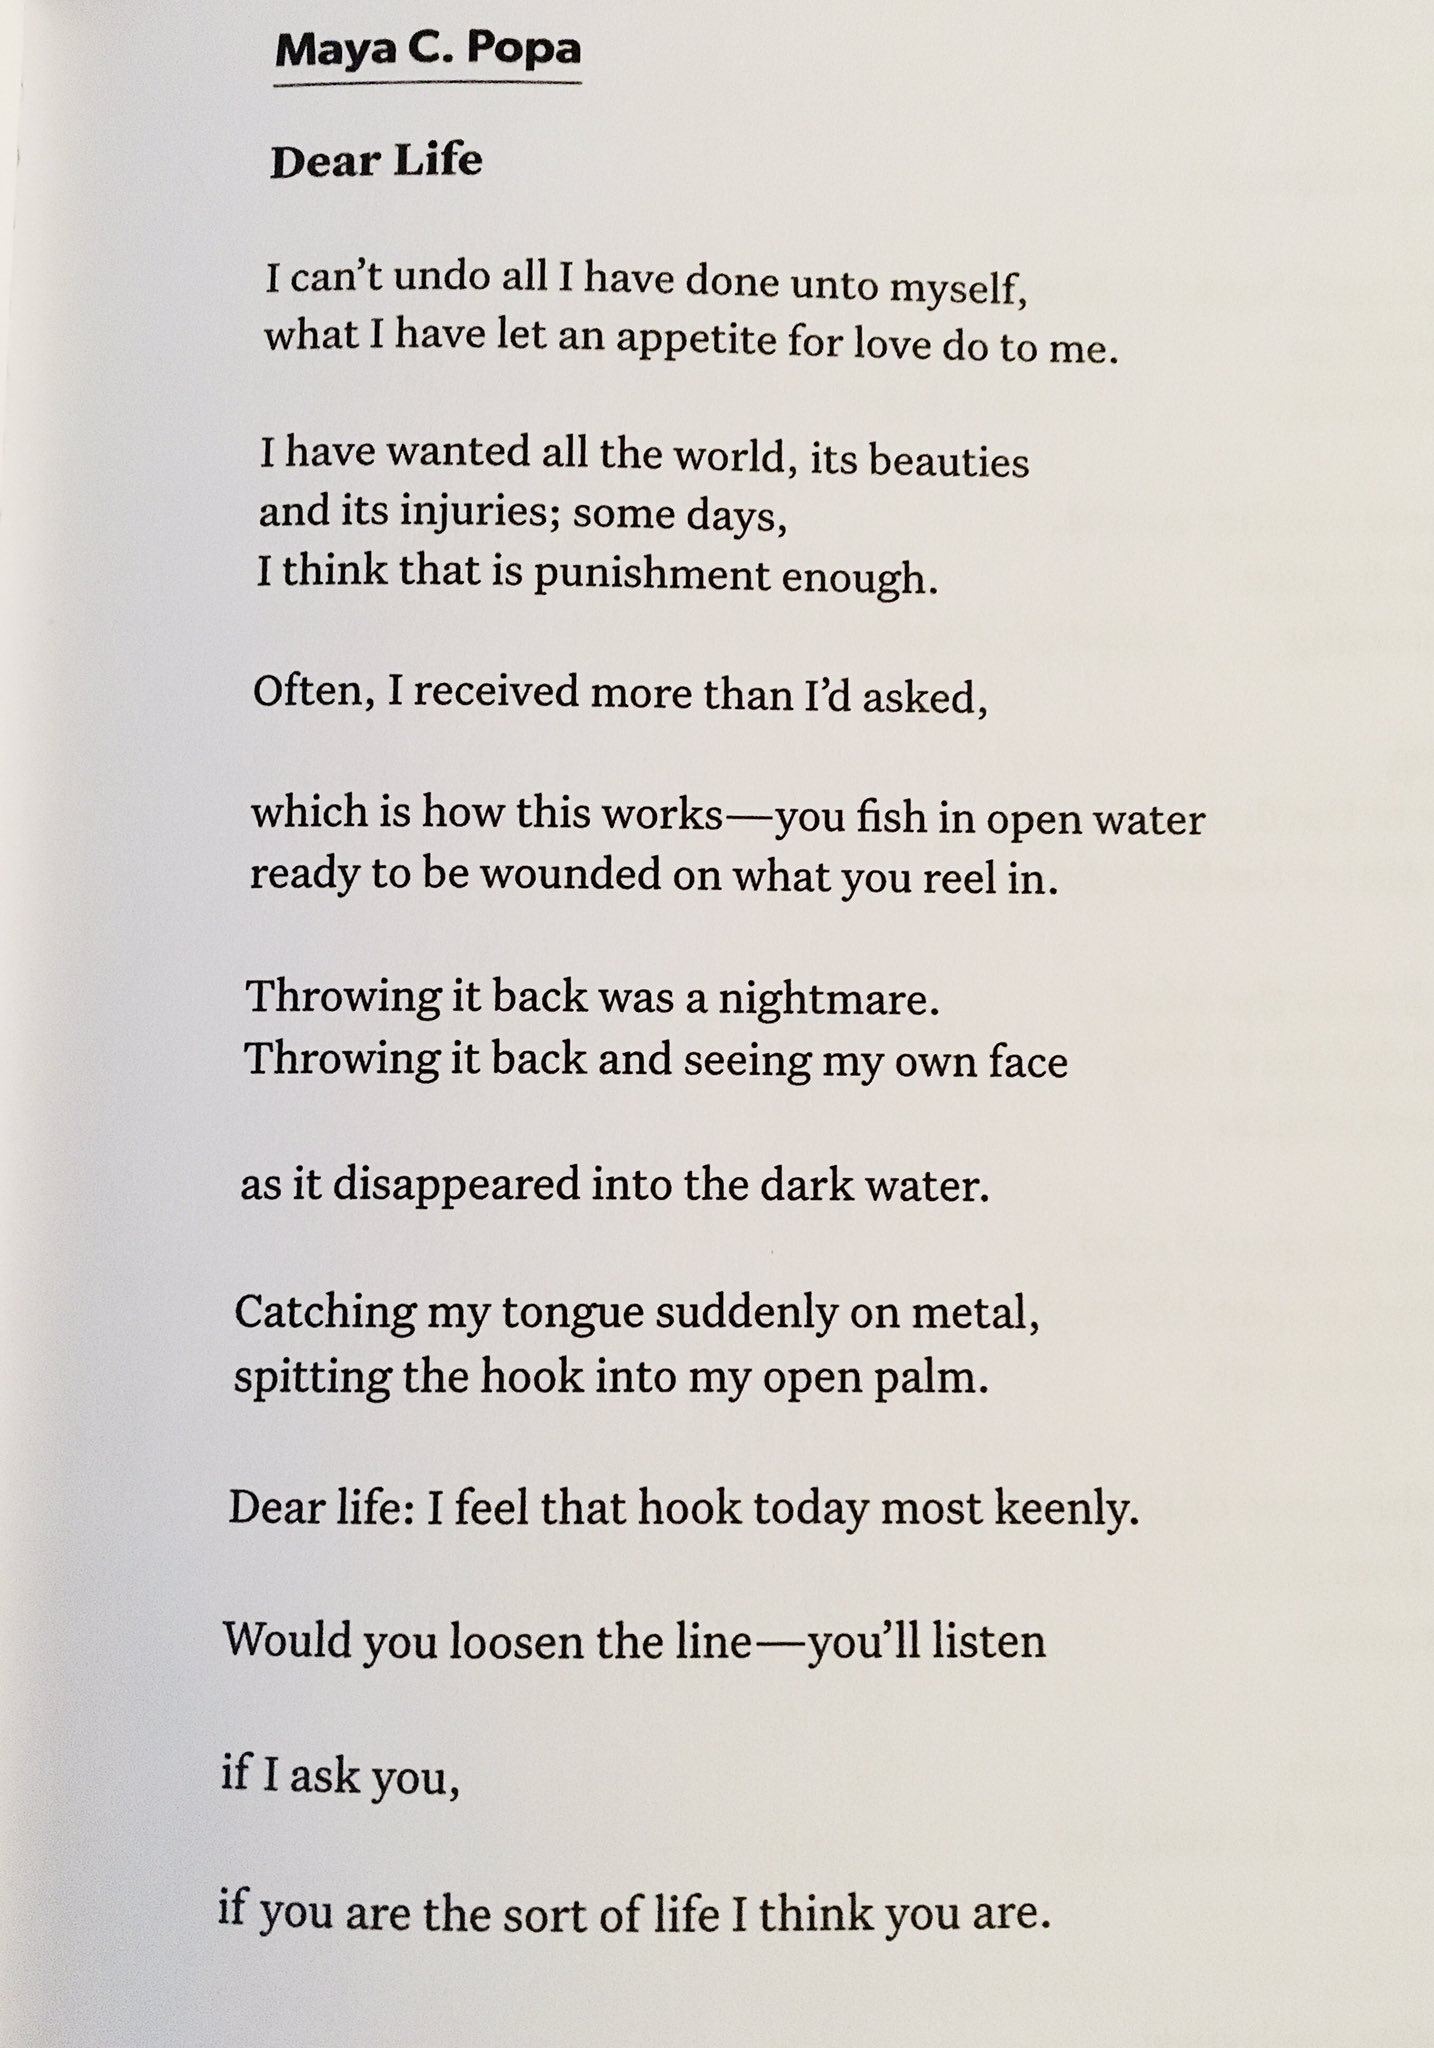 Maya C. Popa
Dear Life
I can’t undo all I have done unto myself,
what I have let an appetite for love do to me.
I have wanted all the world, its beauties
and its injuries; some days,
I think that is punishment enough.
Often, I received more than I’d asked,
which is how this works—you fish in open water
ready to be wounded on what you reel in.
Throwing it back was a nightmare.
Throwing it back and seeing my own face
as it disappeared into the dark water.
Catching my tongue suddenly on metal,
spitting the hook into my open palm.
Dear life: I feel that hook today most keenly.
Would you loosen the line—you’ll listen
if I ask you,
if you are the sort of life I think you are.